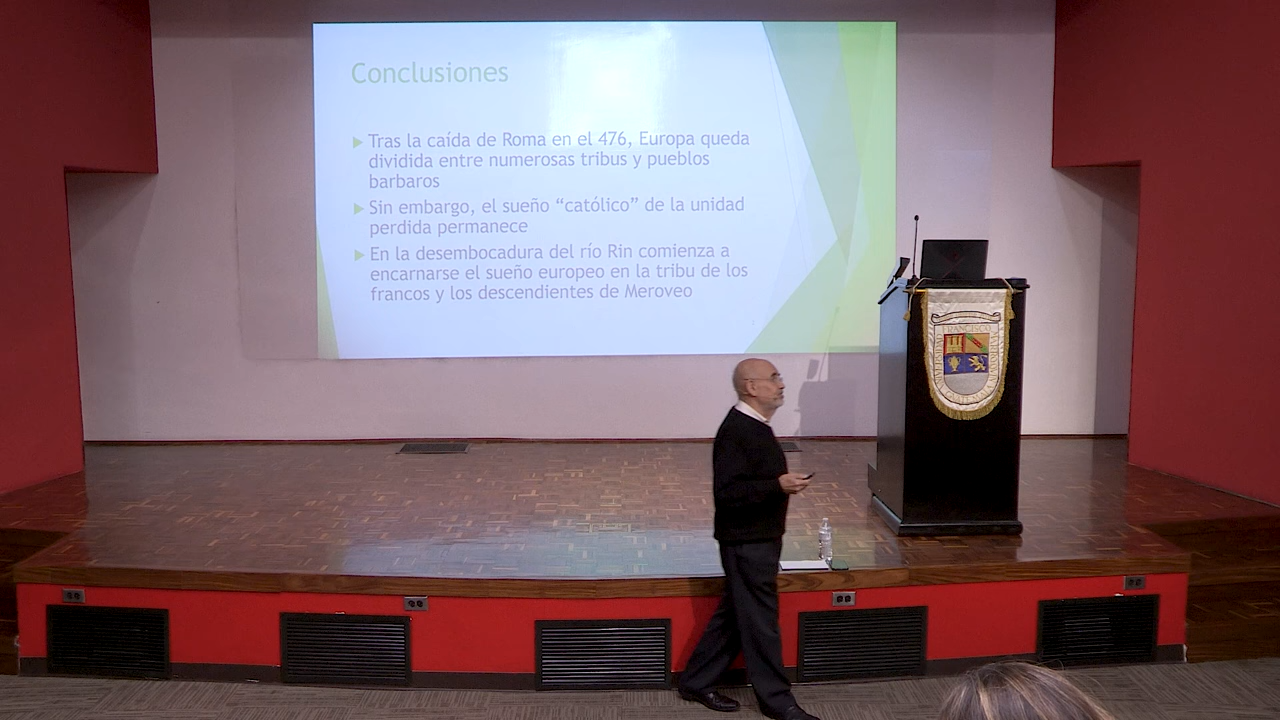 Conclusiones
Tras la caída de Roma en el 476, Europa queda
dividida entre numerosas tribus y pueblos
barbaros
Sin embargo, el sueño “católico” de la unidad
perdida permanece
En la desembocadura del río Rin comienza a
encarnarse el sueño europeo en la tribu de los
francos y los descendientes de Meroveo
FRANCISCO